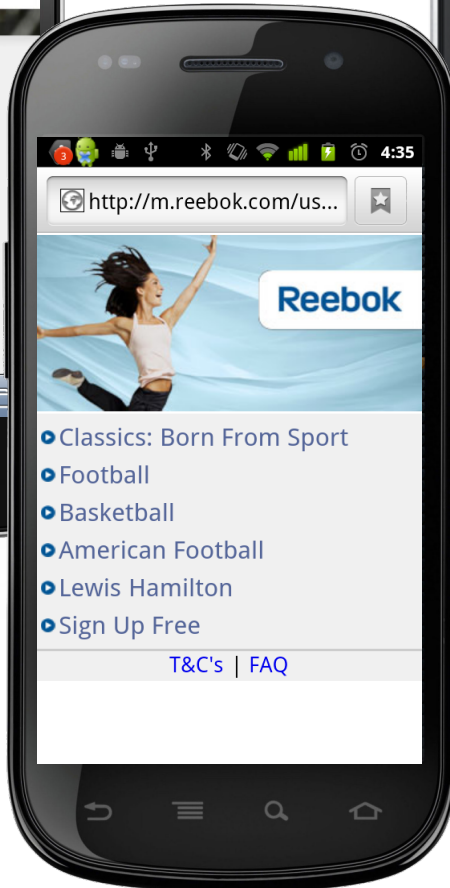 3
4:35
http://m.reebok.com/us...
Reebok
Classics: Born From Sport
Football
Basketball
American Football
Lewis Hamilton
Sign Up Free
T&C's | FAQ